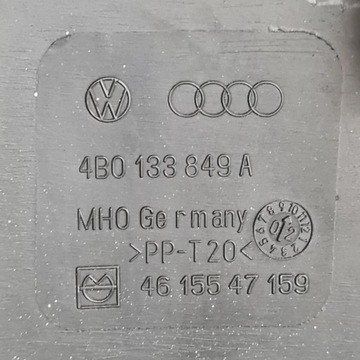 4B0 133 849 A
MHO Germany
>PP-T20<
46 155 47 159